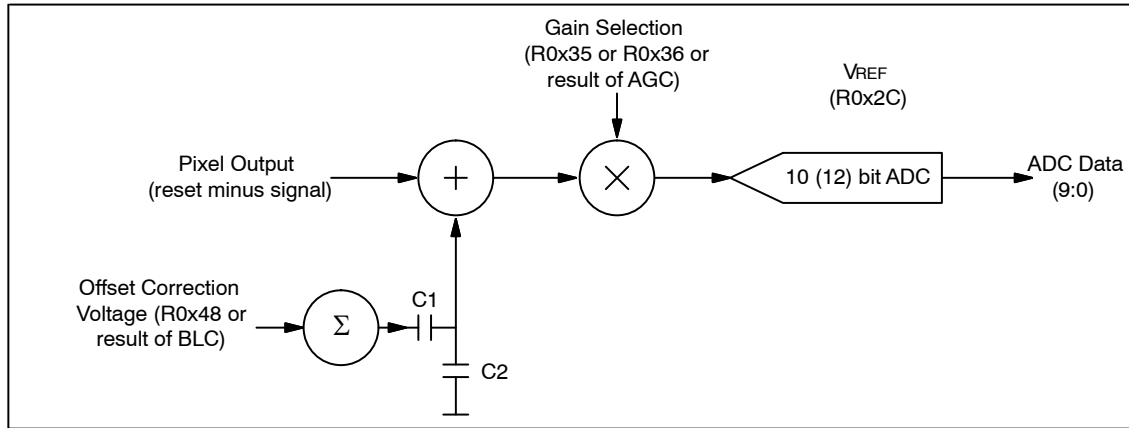 Gain Selection
(R0x35 or R0x36 or
result of AGC)
VREF
(R0x2C)
Pixel Output
(reset minus signal)
+
×
10 (12) bit ADC
ADC Data
(9:0)
Offset Correction
Voltage (R0x48 or
result of BLC)
Σ
C1
C2